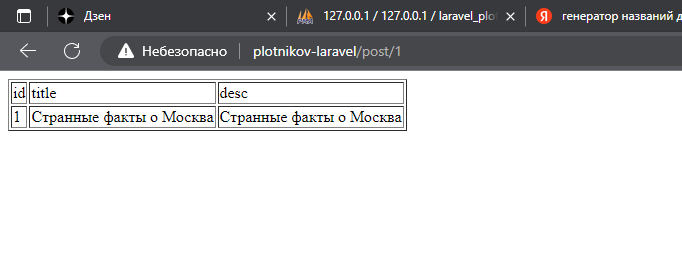 Дзен
127.0.0.1 / 127.0.0.1 / laravel_plo
генератор названий д
Небезопасно plotnikov-laravel/post/1
id title desc
1 Странные факты о Москва Странные факты о Москва